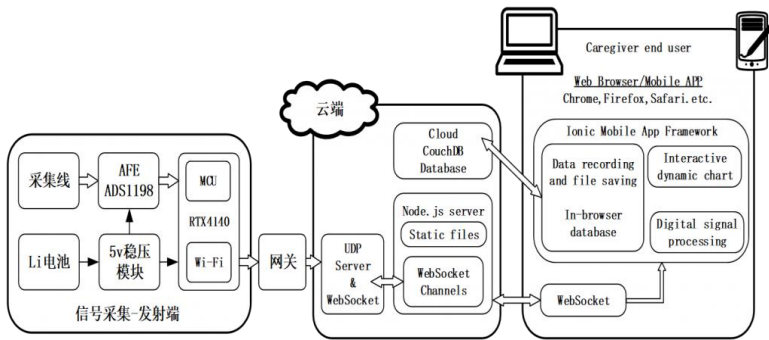 采集线
AFE
ADS1198
MCU
RTX4140
Wi-Fi
Li电池
5v稳压
模块
信号采集-发射端
网关
云端
Cloud
CouchDB
Database
Node.js server
Static files
UDP
Server
&
WebSocket
WebSocket
Channels
Caregiver end user
Web Browser/Mobile APP
Chrome,Firefox,Safari.etc.
Ionic Mobile App Framework
Data recording
and file saving
In-browser
database
Interactive
dynamic chart
Digital signal
processing
WebSocket